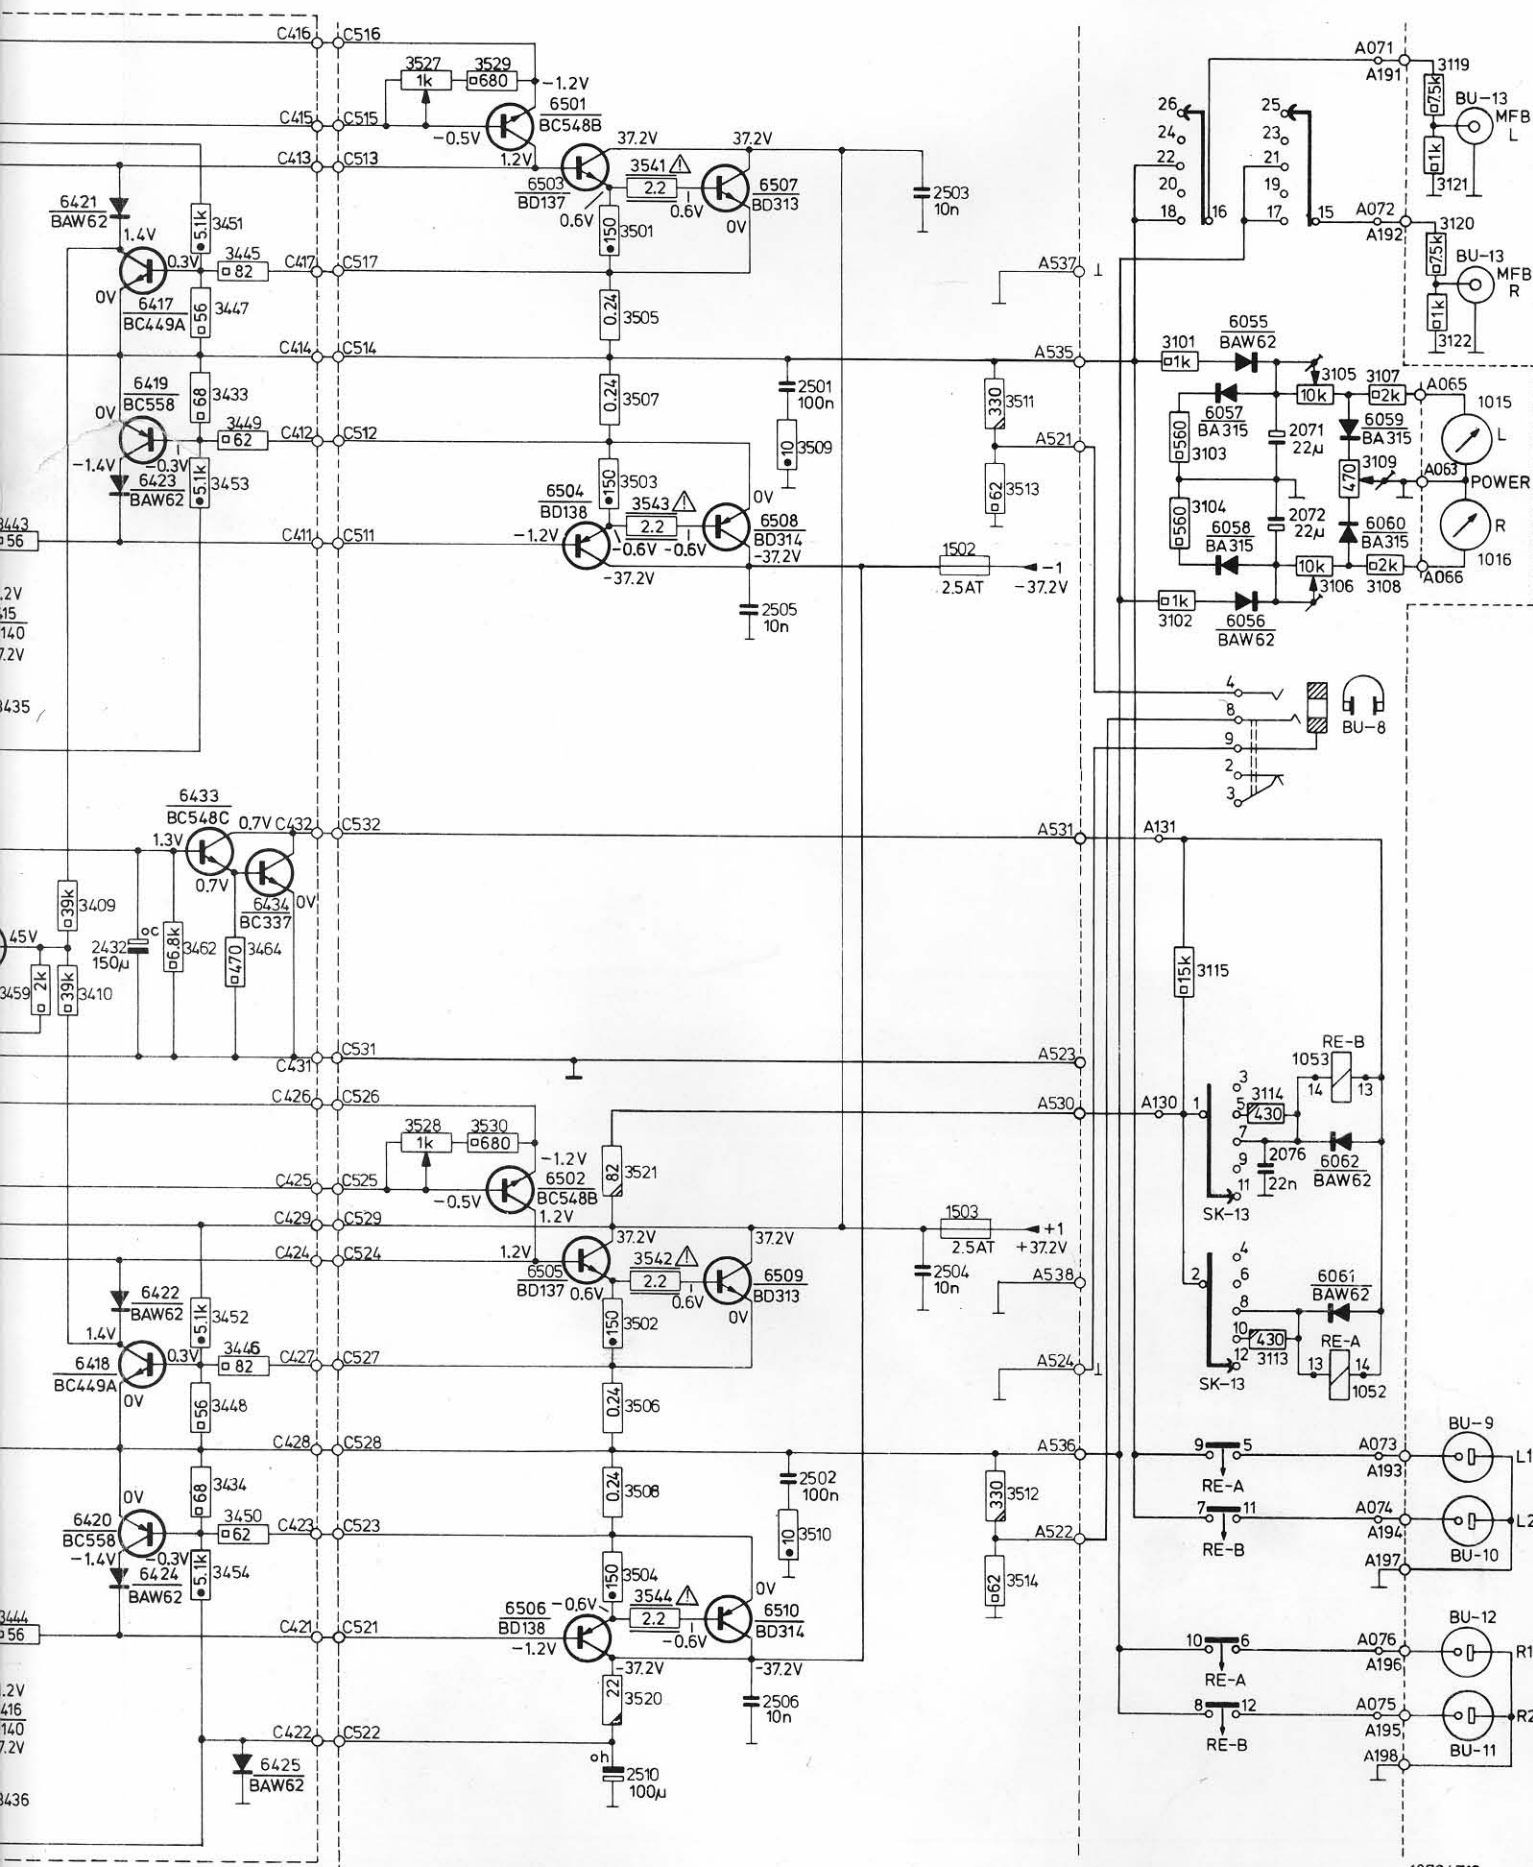 C416 C516
3527 3529
1k 680
-1.2V
6501
BC548B
C415 C515
-0.5V
1.2V
C413 C513
37.2V 37.2V
3541
2.2
6503
BD137
0.6V 0.6V
6507
BD313
0V
150 3501
2503
10n
6421
BAW62
5.1k 3451
1.4V
0.3V
3445
82
C417 C517
0V
6417
BC449A
56 3447
0.24 3505
C414 C514
A537
A535
6419
BC558
0V
68 3433
3449
62
C412 C512
-1.4V
-0.3V
6423
BAW62
5.1k 3453
0.24 3507
2501
100n
10 3509
330 3511
A521
62 3513
150 3503
6504
BD138
3543
2.2
0V
6508
BD314
-1.2V
-0.6V -0.6V
-37.2V
-37.2V
3443
56
C411 C511
1502
2.5AT
-1
-37.2V
2505
10n
.2V
415
140
7.2V
3435
26 25
24 23
22 21
20 19
18 16 17 15
A071
A191
3119
7.5k
BU-13
MFB
L
1k
3121
A072
A192
3120
7.5k
BU-13
MFB
R
1k
3122
3101
1k
6055
BAW62
3105
10k
3107
2k
A065
1015
L
6057
BA315
560
3103
2071
22µ
6059
BA315
470
3109
A063
POWER
3104
560
6058
BA315
2072
22µ
6060
BA315
R
1016
10k
3106
2k
3108
A066
1k
3102
6056
BAW62
4
8
9
2
3
BU-8
6433
BC548C
0.7V
C432 C532
A531 A131
1.3V
0.7V
6434
BC337
0V
39k 3409
45V
2432
150µ
oc
6.8k 3462
470 3464
3459
2k
39k 3410
C431
C531
A523
15k 3115
C426 C526
A530 A130
3528 3530
1k 680
-1.2V
6502
BC548B
C425 C525
-0.5V
1.2V
82 3521
C429 C529
37.2V 37.2V
1503
2.5AT
+1
+37.2V
C424 C524
1.2V
3542
2.2
6505
BD137
0.6V 0.6V
6509
BD313
0V
2504
10n
A538
RE-B
1053
14 13
1
3
5
7
9
11
3114
430
2076
22n
6062
BAW62
SK-13
2
4
6
8
10
12
6061
BAW62
430
3113
RE-A
13 14
1052
SK-13
6422
BAW62
5.1k 3452
150 3502
1.4V
0.3V
3446
82
C427 C527
A524
6418
BC449A
0V
56 3448
0.24 3506
C428 C528
A536
9 5
RE-A
A073
A193
BU-9
L1
68 3434
0V
6420
BC558
3450
62
C423 C523
0.24 3508
2502
100n
330 3512
A522
10 3510
7 11
RE-B
A074
A194
BU-10
L2
-1.4V
-0.3V
6424
BAW62
5.1k 3454
150 3504
62 3514
A197
3544
2.2
0V
6506
BD138
-0.6V
-0.6V
-1.2V
6510
BD314
3444
56
C421 C521
-37.2V -37.2V
10 6
RE-A
A076
A196
BU-12
R1
22 3520
2506
10n
8 12
RE-B
A075
A195
BU-11
R2
.2V
416
140
7.2V
3436
C422 C522
6425
BAW62
oh
2510
100µ
A198